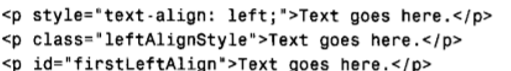 <p style="text-align: left;">Text goes here.</p>
<p class="leftAlignStyle">Text goes here.</p>
<p id="firstLeftAlign">Text goes here.</p>